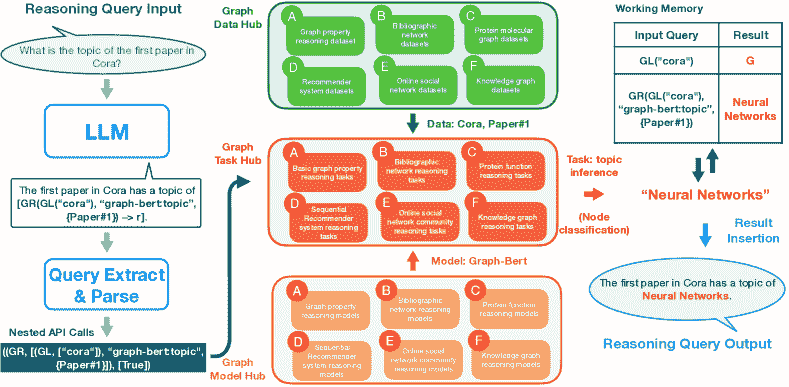 Reasoning Query Input
What is the topic of the first paper in
Cora?
LLM
The first paper in Cora has a topic of
[GR(GL("cora"), "graph-bert:topic",
{Paper#1}) –> r].
Query Extract
& Parse
Nested API Calls
((GR, [(GL, ["cora"]), "graph-bert:topic",
{Paper#1}]), [True])
Graph
Data Hub
A
Graph property
reasoning dataset
B
Bibliographic
network
datasets
C
Protein molecular
graph datasets
D
Recommender
system datasets
E
Online social
network datasets
F
Knowledge graph
datasets
Data: Cora, Paper#1
Graph
Task Hub
A
Basic graph property
reasoning tasks
B
Bibliographic
network reasoning
tasks
C
Protein function
reasoning tasks
D
Sequential
Recommender
system reasoning
tasks
E
Online social
network community
reasoning tasks
F
Knowledge graph
reasoning tasks
Model: Graph-Bert
Graph
Model Hub
A
Graph property
reasoning models
B
Bibliographic
network reasoning
models
C
Protein function
reasoning models
D
Sequential
Recommender
system reasoning
models
E
Online social
network community
reasoning models
F
Knowledge graph
reasoning models
Task: topic
inference
(Node
classification)
Working Memory
Input Query
Result
GL("cora")
G
GR(GL("cora"),
"graph-bert:topic",
{Paper#1})
Neural
Networks
"Neural Networks"
Result
Insertion
The first paper in Cora has a topic of
Neural Networks.
Reasoning Query Output